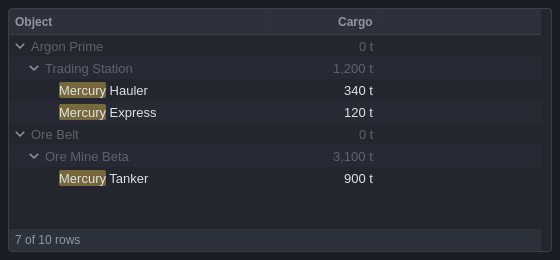 Object Cargo
Argon Prime 0 t
Trading Station 1,200 t
Mercury Hauler 340 t
Mercury Express 120 t
Ore Belt 0 t
Ore Mine Beta 3,100 t
Mercury Tanker 900 t
7 of 10 rows